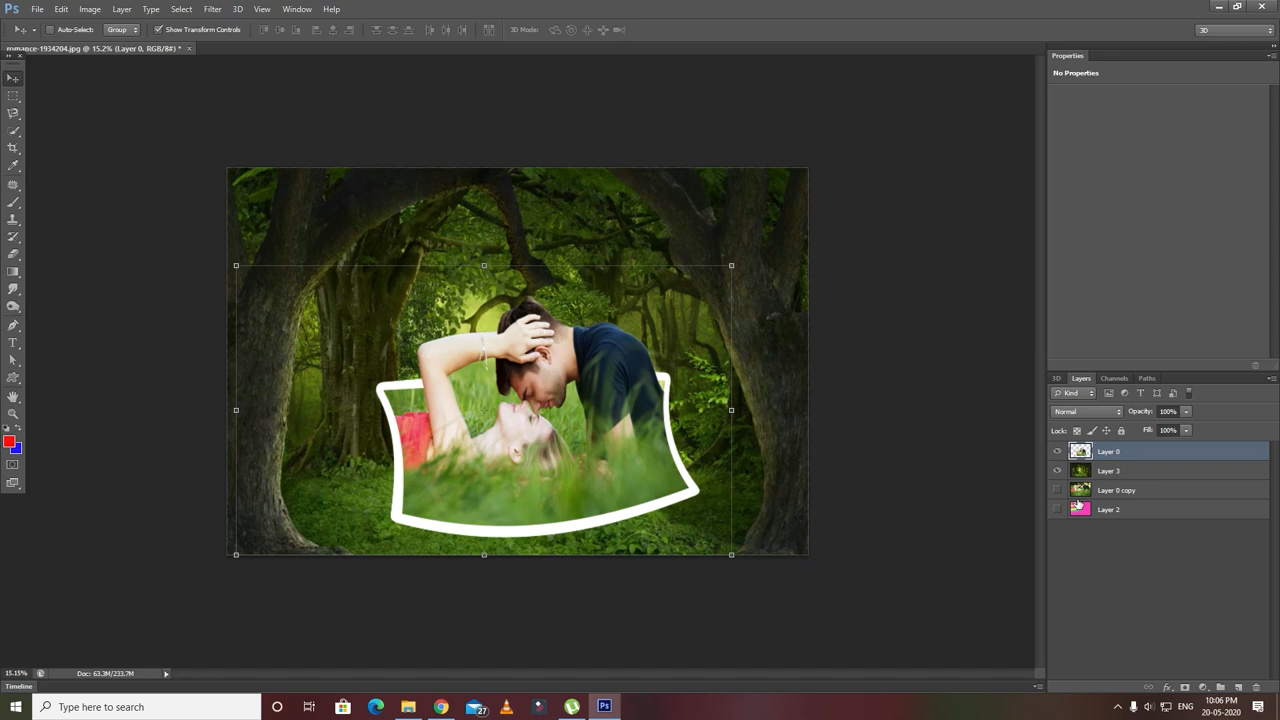 Ps File Edit Image Layer Type Select Filter 3D View Window Help
Auto-Select: Group Show Transform Controls 3D Mode: 3D
romance-1934204.jpg @ 15.2% (Layer 0, RGB/8#) * ×
Properties
No Properties
3D Layers Channels Paths
Kind
Normal Opacity: 100%
Lock: Fill: 100%
Layer 0
Layer 3
Layer 0 copy
Layer 2
15.15% Doc: 63.3M/233.7M
Timeline
Type here to search 27 Ps ENG 10:06 PM
20-05-2020